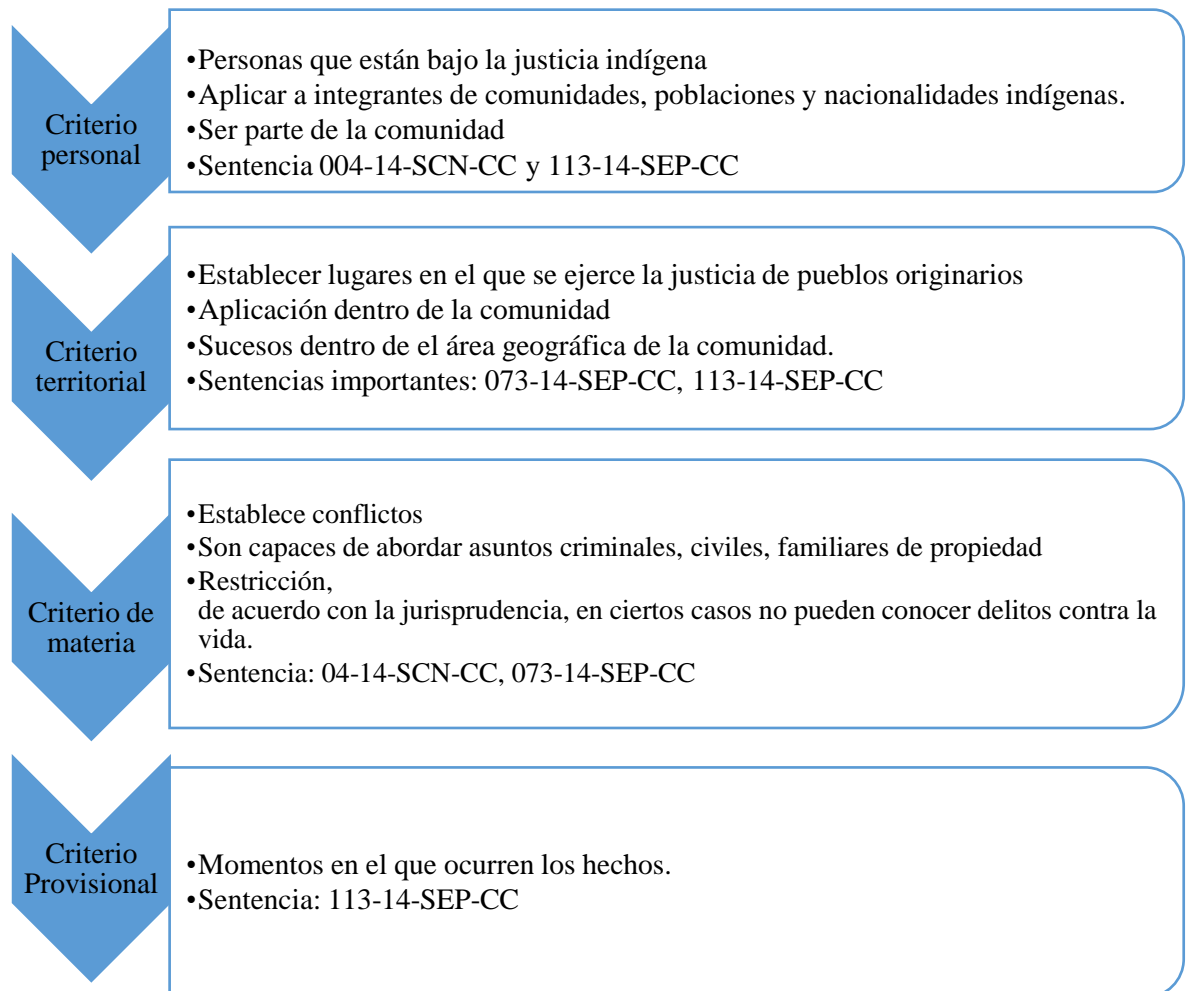 Criterio
personal
•Personas que están bajo la justicia indígena
•Aplicar a integrantes de comunidades, poblaciones y nacionalidades indígenas.
•Ser parte de la comunidad
•Sentencia 004-14-SCN-CC y 113-14-SEP-CC
Criterio
territorial
•Establecer lugares en el que se ejerce la justicia de pueblos originarios
•Aplicación dentro de la comunidad
•Sucesos dentro de el área geográfica de la comunidad.
•Sentencias importantes: 073-14-SEP-CC, 113-14-SEP-CC
Criterio de
materia
•Establece conflictos
•Son capaces de abordar asuntos criminales, civiles, familiares de propiedad
•Restricción,
de acuerdo con la jurisprudencia, en ciertos casos no pueden conocer delitos contra la
vida.
•Sentencia: 04-14-SCN-CC, 073-14-SEP-CC
Criterio
Provisional
•Momentos en el que ocurren los hechos.
•Sentencia: 113-14-SEP-CC